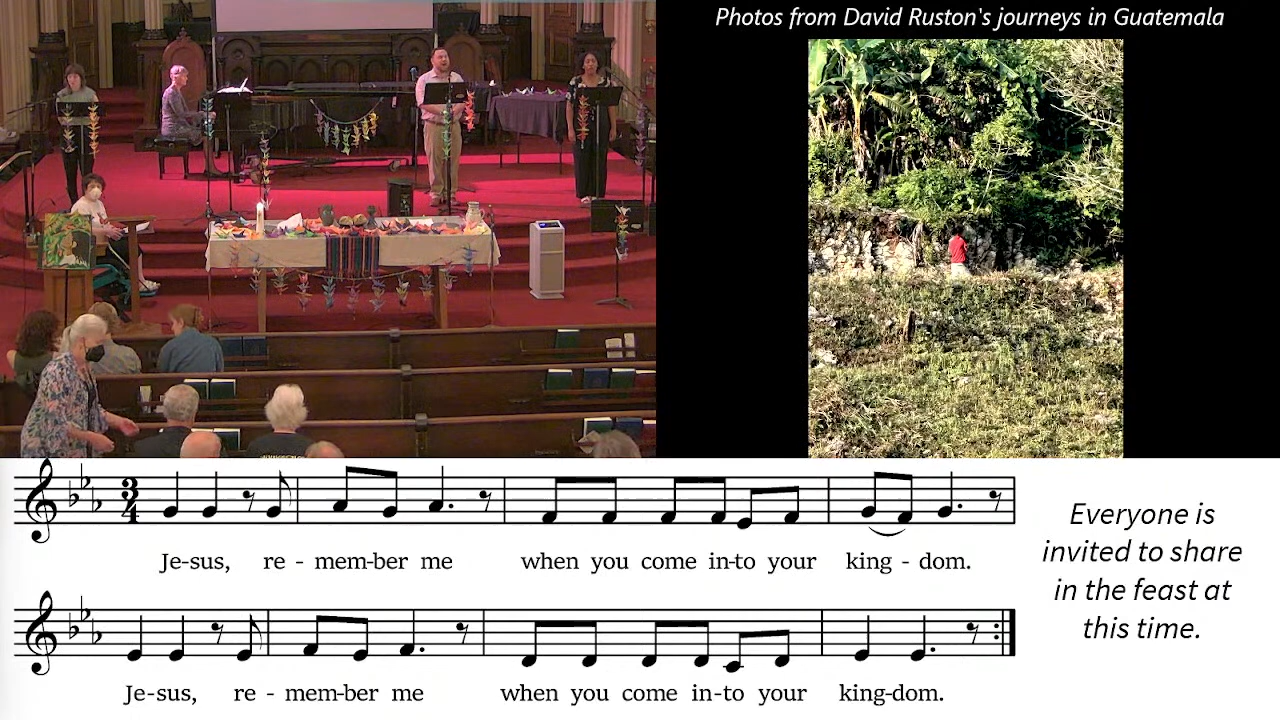 Photos from David Ruston's journeys in Guatemala
3
4
Je-sus, re - mem-ber me when you come in-to your king - dom.
Je-sus, re - mem-ber me when you come in-to your king-dom.
Everyone is
invited to share
in the feast at
this time.